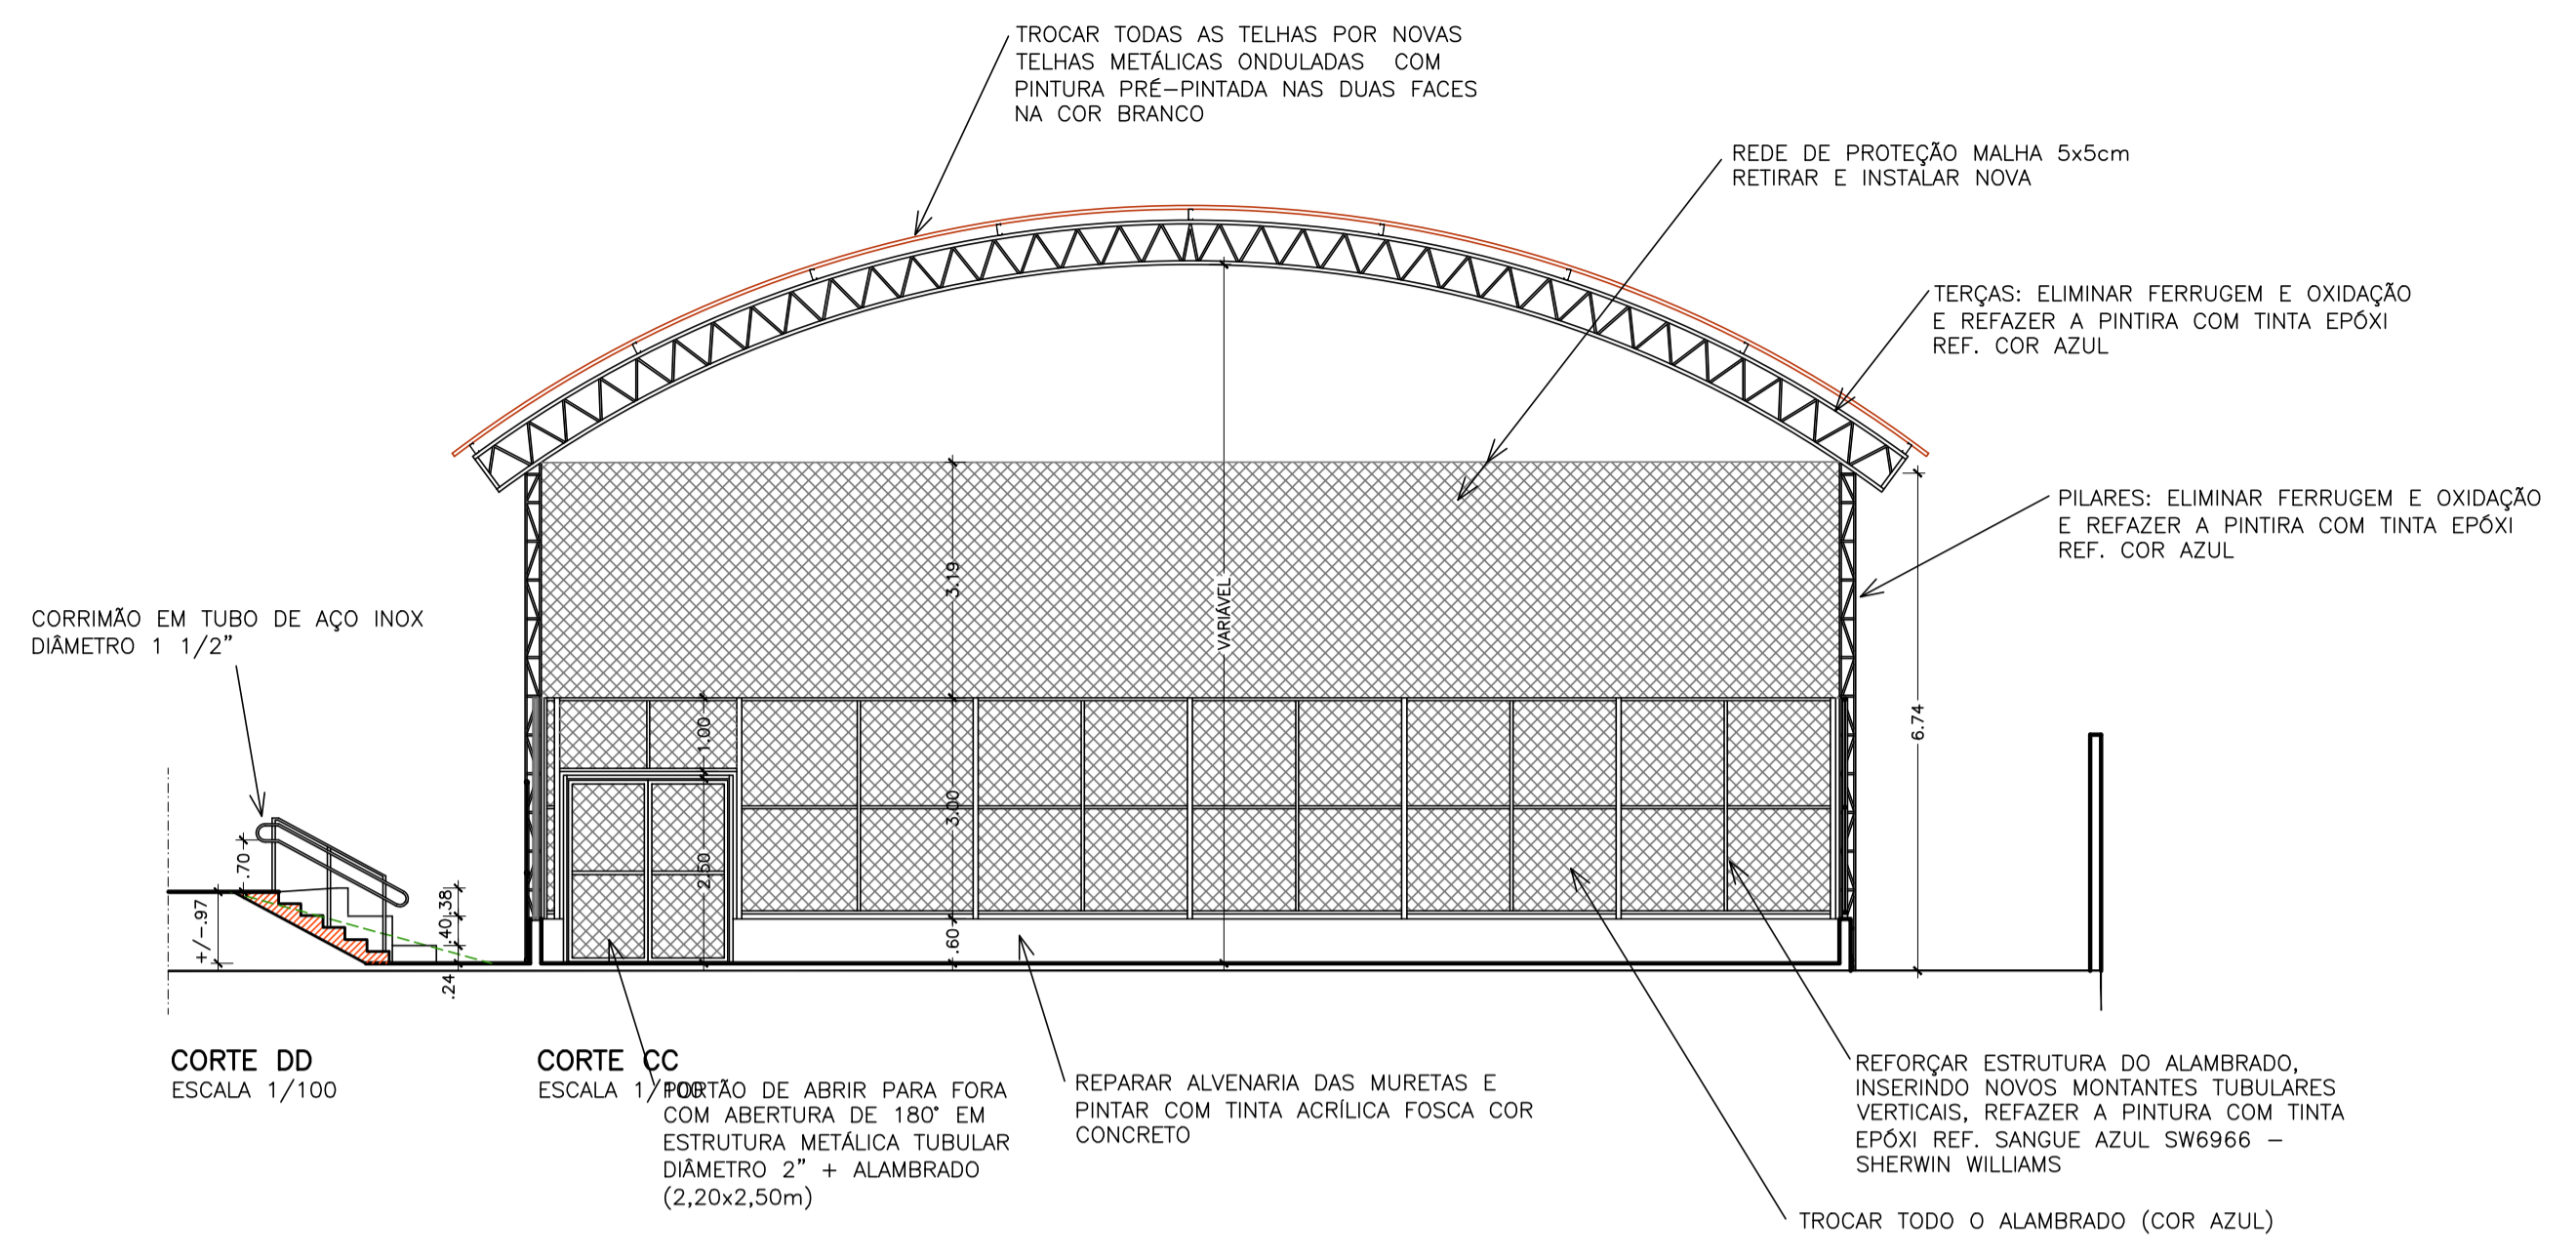 TROCAR TODAS AS TELHAS POR NOVAS
TELHAS METÁLICAS ONDULADAS COM
PINTURA PRÉ-PINTADA NAS DUAS FACES
NA COR BRANCO
REDE DE PROTEÇÃO MALHA 5x5cm
RETIRAR E INSTALAR NOVA
TERÇAS: ELIMINAR FERRUGEM E OXIDAÇÃO
E REFAZER A PINTIRA COM TINTA EPÓXI
REF. COR AZUL
PILARES: ELIMINAR FERRUGEM E OXIDAÇÃO
E REFAZER A PINTIRA COM TINTA EPÓXI
REF. COR AZUL
CORRIMÃO EM TUBO DE AÇO INOX
DIÂMETRO 1 1/2”
3.19
VARIÁVEL
6.74
1.00
3.00
2.50
.60
.70
+/-.97
.38
.40
.24
CORTE DD
ESCALA 1/100
CORTE CC
ESCALA 1/100
PORTÃO DE ABRIR PARA FORA
COM ABERTURA DE 180° EM
ESTRUTURA METÁLICA TUBULAR
DIÂMETRO 2” + ALAMBRADO
(2,20x2,50m)
REPARAR ALVENARIA DAS MURETAS E
PINTAR COM TINTA ACRÍLICA FOSCA COR
CONCRETO
REFORÇAR ESTRUTURA DO ALAMBRADO,
INSERINDO NOVOS MONTANTES TUBULARES
VERTICAIS, REFAZER A PINTURA COM TINTA
EPÓXI REF. SANGUE AZUL SW6966 –
SHERWIN WILLIAMS
TROCAR TODO O ALAMBRADO (COR AZUL)